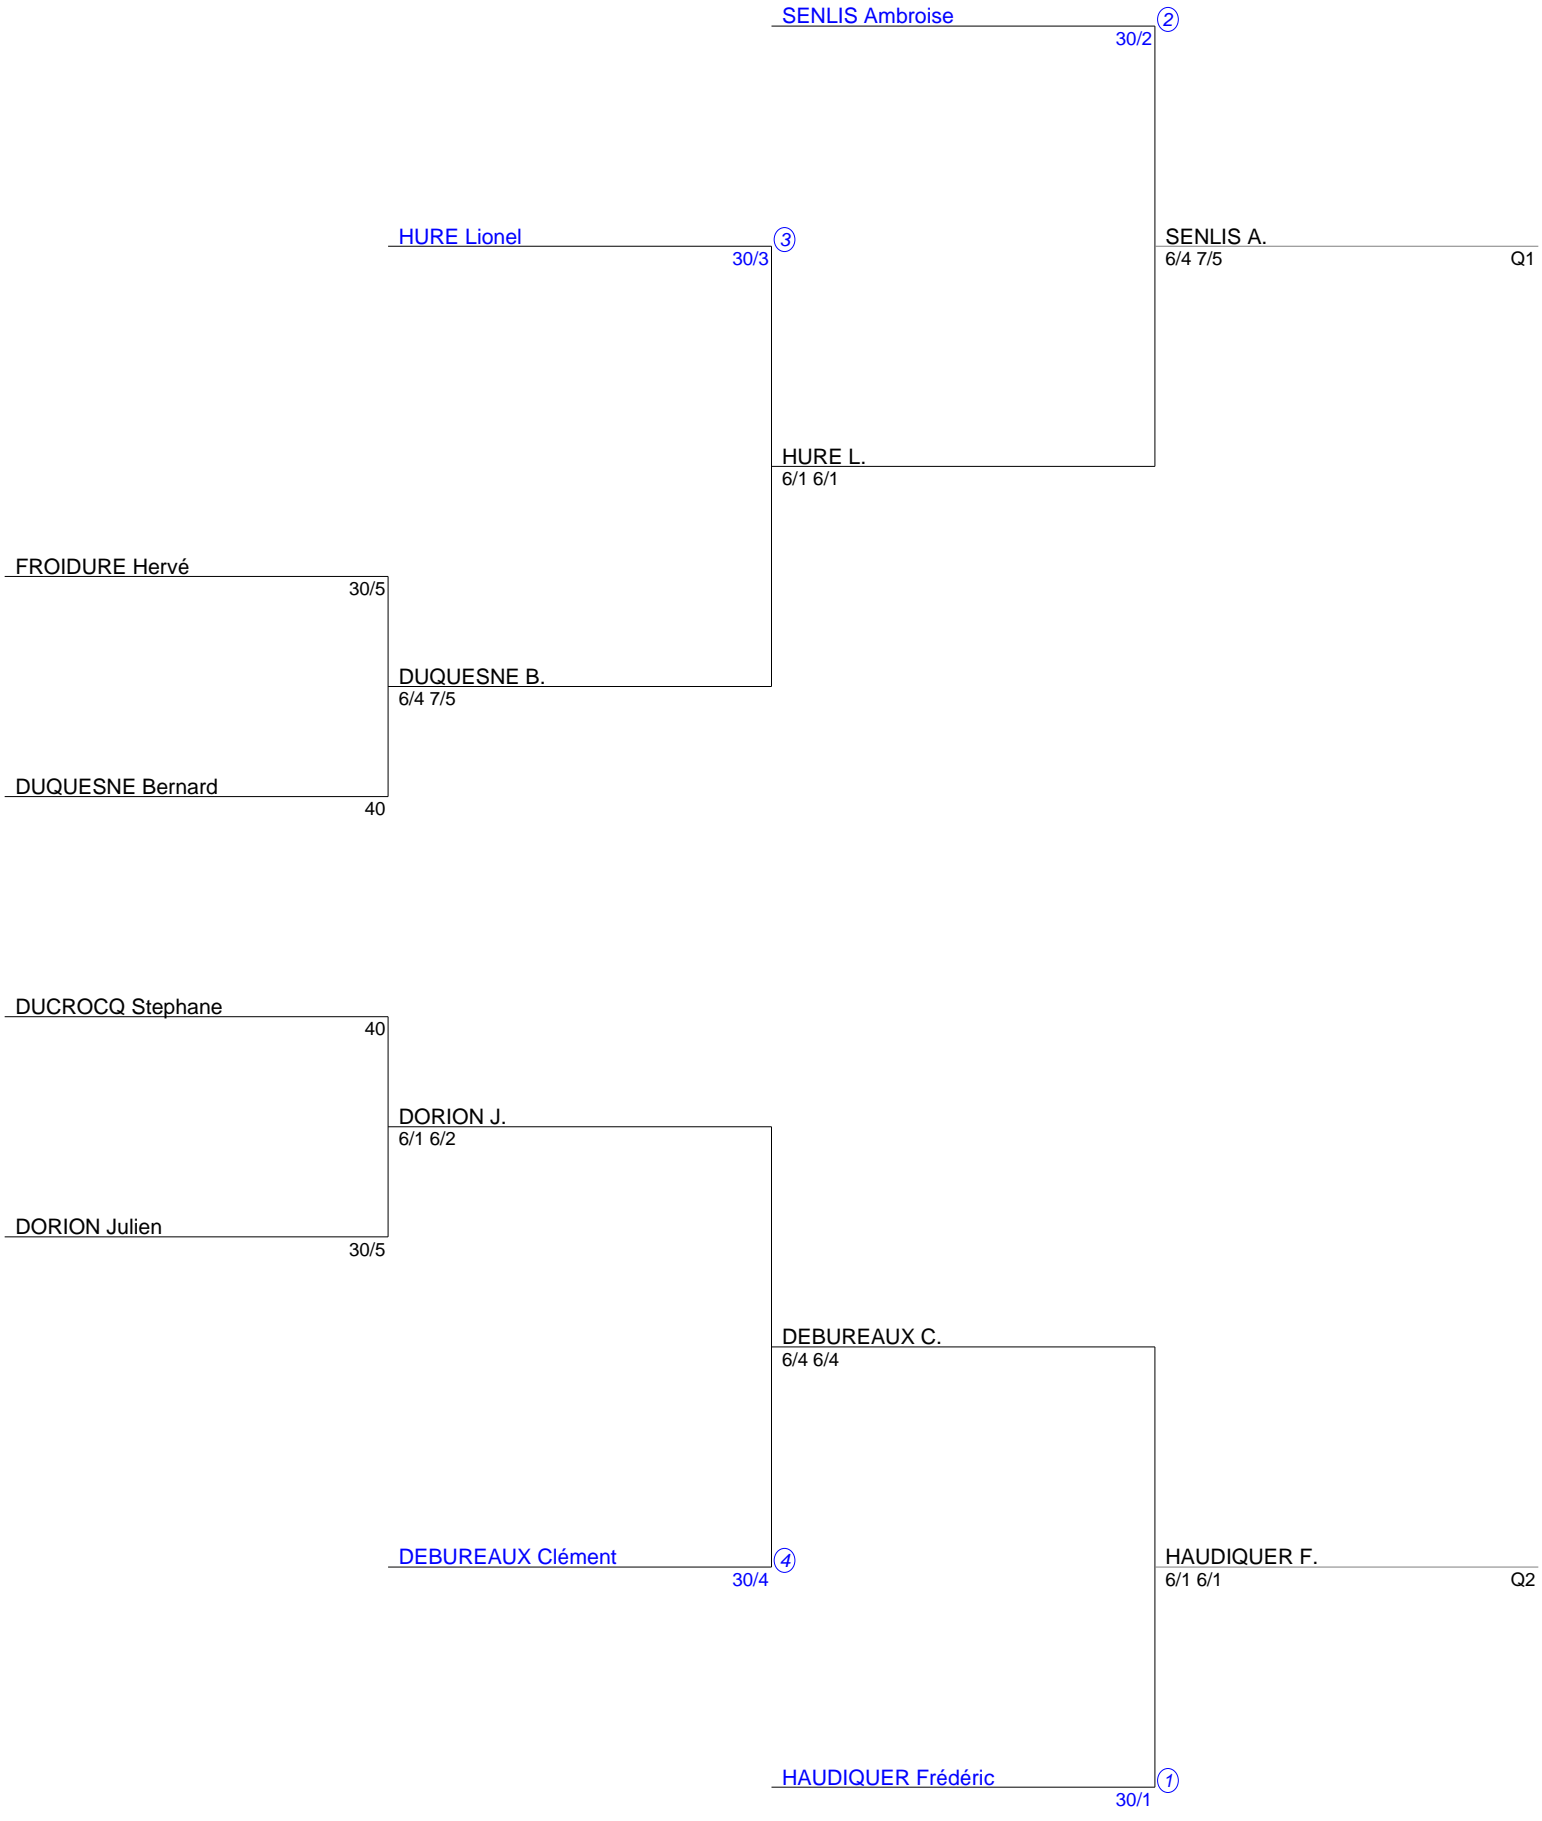 SENLIS Ambroise
2
30/2
HURE Lionel
3
30/3
SENLIS A.
6/4 7/5
Q1
HURE L.
6/1 6/1
FROIDURE Hervé
30/5
DUQUESNE B.
6/4 7/5
DUQUESNE Bernard
40
DUCROCQ Stephane
40
DORION J.
6/1 6/2
DORION Julien
30/5
DEBUREAUX C.
6/4 6/4
DEBUREAUX Clément
4
30/4
HAUDIQUER F.
6/1 6/1
Q2
HAUDIQUER Frédéric
1
30/1